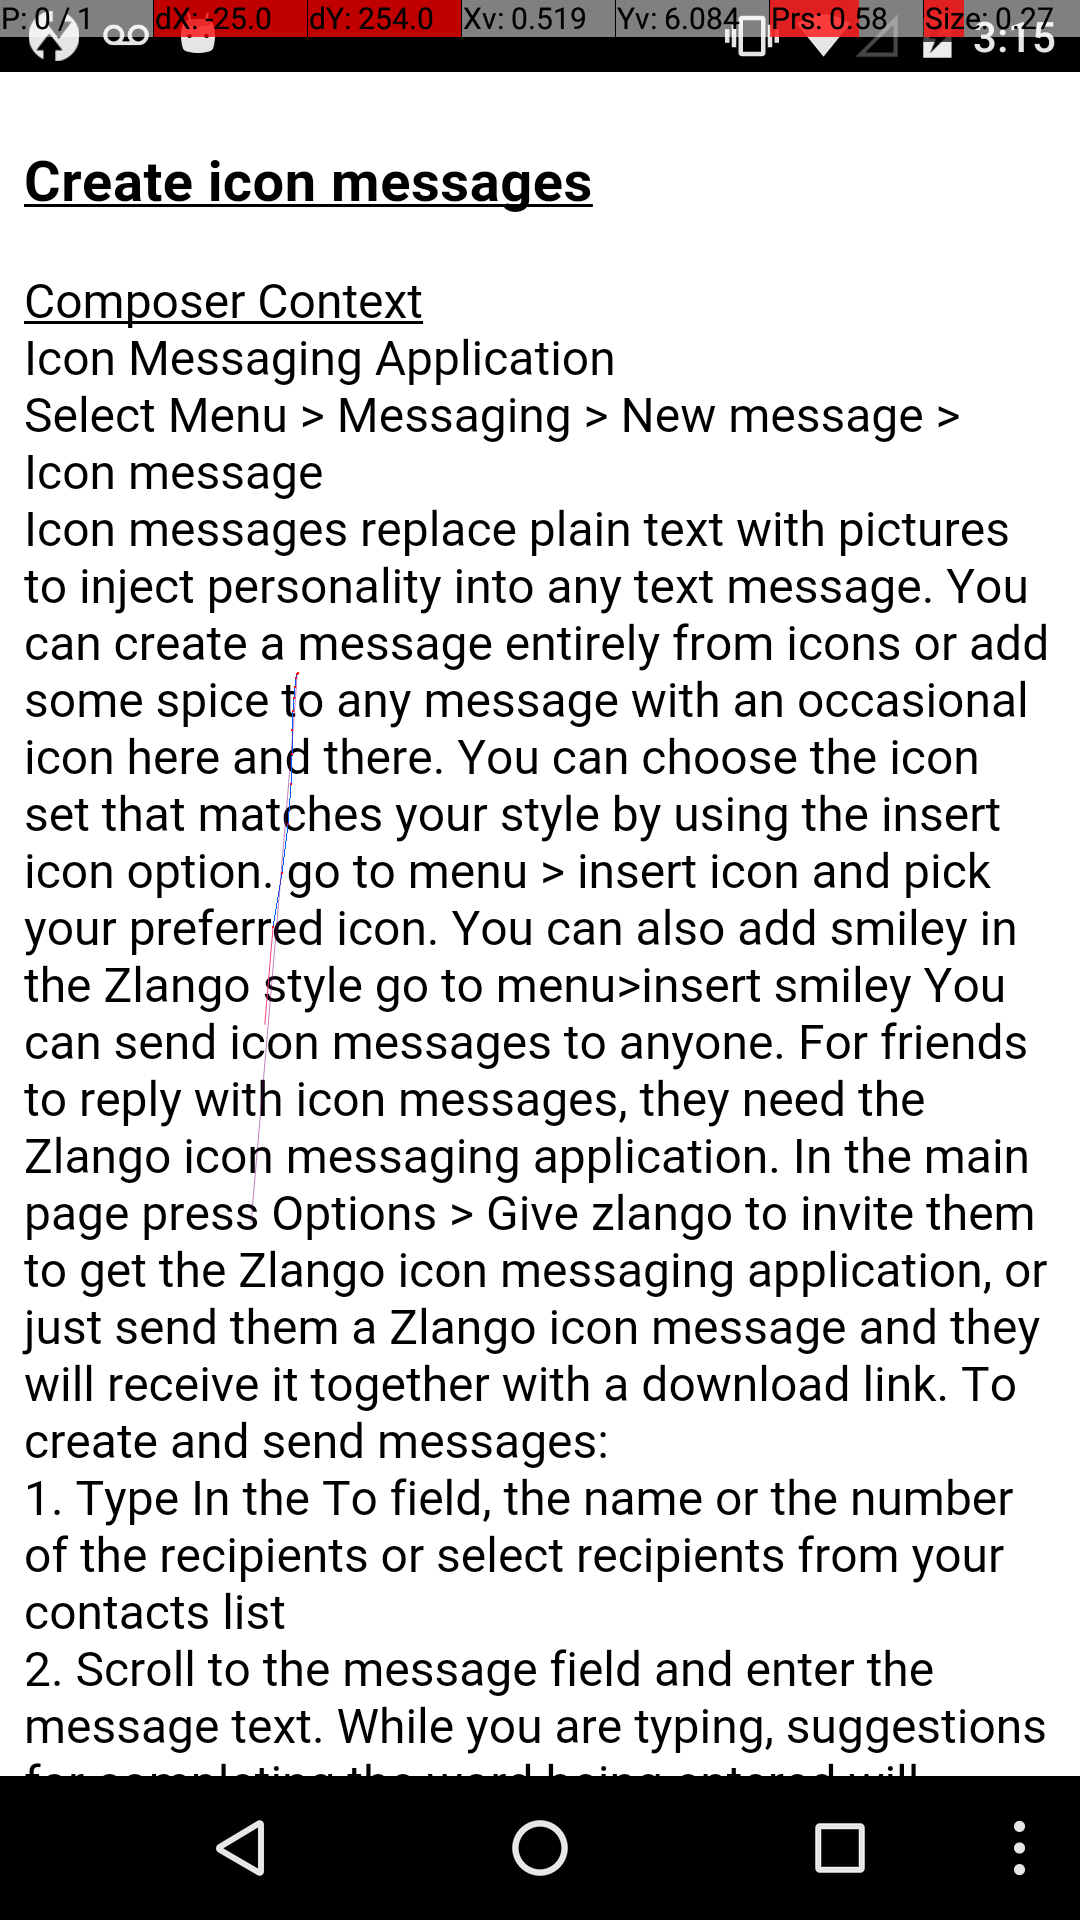 P: 0 / 1 dX: -25.0 dY: 254.0 Xv: 0.519 Yv: 6.084 Prs: 0.58 Size: 0.27
3:15
Create icon messages
Composer Context
Icon Messaging Application
Select Menu > Messaging > New message >
Icon message
Icon messages replace plain text with pictures
to inject personality into any text message. You
can create a message entirely from icons or add
some spice to any message with an occasional
icon here and there. You can choose the icon
set that matches your style by using the insert
icon option. go to menu > insert icon and pick
your preferred icon. You can also add smiley in
the Zlango style go to menu>insert smiley You
can send icon messages to anyone. For friends
to reply with icon messages, they need the
Zlango icon messaging application. In the main
page press Options > Give zlango to invite them
to get the Zlango icon messaging application, or
just send them a Zlango icon message and they
will receive it together with a download link. To
create and send messages:
1. Type In the To field, the name or the number
of the recipients or select recipients from your
contacts list
2. Scroll to the message field and enter the
message text. While you are typing, suggestions
for completing the word being entered will